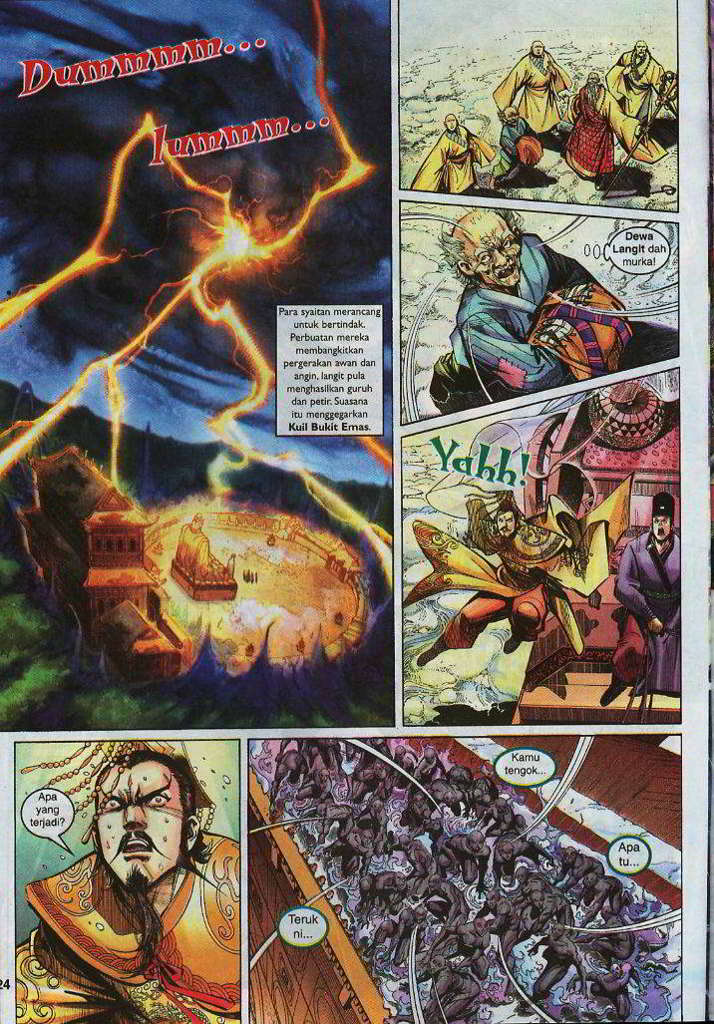 Dummmm...
lummm...
Para syaitan merancang
untuk bertindak.
Perbuatan mereka
membangkitkan
pergerakan awan dan
angin, langit pula
menghasilkan guruh
dan petir. Suasana
itu menggegarkan
Kuil Bukit Emas.
Dewa
Langit dah
murka!
Yahh!
Apa
yang
terjadi?
Kamu
tengok...
Apa
tu...
Teruk
ni...
24